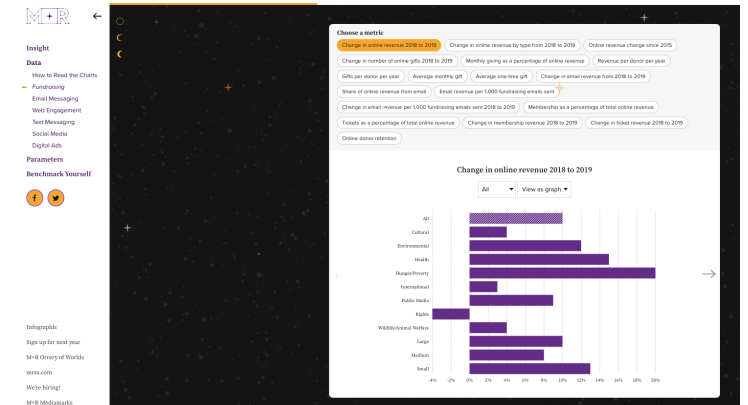 M+R
Insight
Data
How to Read the Charts
Fundraising
Email Messaging
Web Engagement
Text Messaging
Social Media
Digital Ads
Parameters
Benchmark Yourself
Infographic
Sign up for next year
M+R Orrery of Worlds
mrss.com
We're hiring!
M+R Mediamarks
Choose a metric
Change in online revenue 2018 to 2019
Change in online revenue by type from 2018 to 2019
Online revenue change since 2015
Change in number of online gifts 2018 to 2019
Monthly giving as a percentage of online revenue
Revenue per donor per year
Gifts per donor per year
Average monthly gift
Average one-time gift
Change in email revenue from 2018 to 2019
Share of online revenue from email
Email revenue per 1,000 fundraising emails sent
Change in email revenue per 1,000 fundraising emails sent 2018 to 2019
Membership as a percentage of total online revenue
Tickets as a percentage of total online revenue
Change in membership revenue 2018 to 2019
Change in ticket revenue 2018 to 2019
Online donor retention
Change in online revenue 2018 to 2019
All
View as graph
All
Cultural
Environmental
Health
Hunger/Poverty
International
Public Media
Rights
Wildlife/Animal Welfare
Large
Medium
Small
-4% -2% 0% 2% 4% 6% 8% 10% 12% 14% 16% 18% 20%